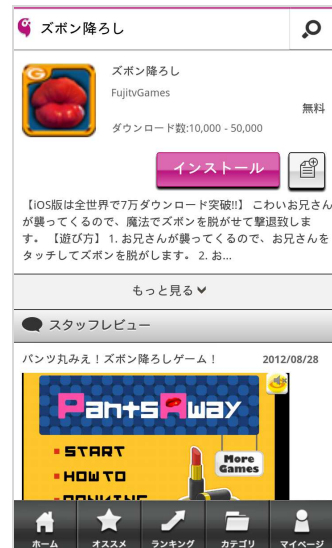 ズボン降ろし
ズボン降ろし
FujitvGames
無料
ダウンロード数:10,000 - 50,000
インストール
【iOS版は全世界で7万ダウンロード突破!!】 こわいお兄さん
が襲ってくるので、魔法でズボンを脱がせて撃退致しま
す。 【遊び方】 1. お兄さんが襲ってくるので、お兄さんを
タッチしてズボンを脱がします。 2. お...
もっと見る
スタッフレビュー
パンツ丸みえ！ズボン降ろしゲーム！ 2012/08/28
PantsAway
START
More
Games
HOW TO
RANKING
ホーム オススメ ランキング カテゴリ マイページ